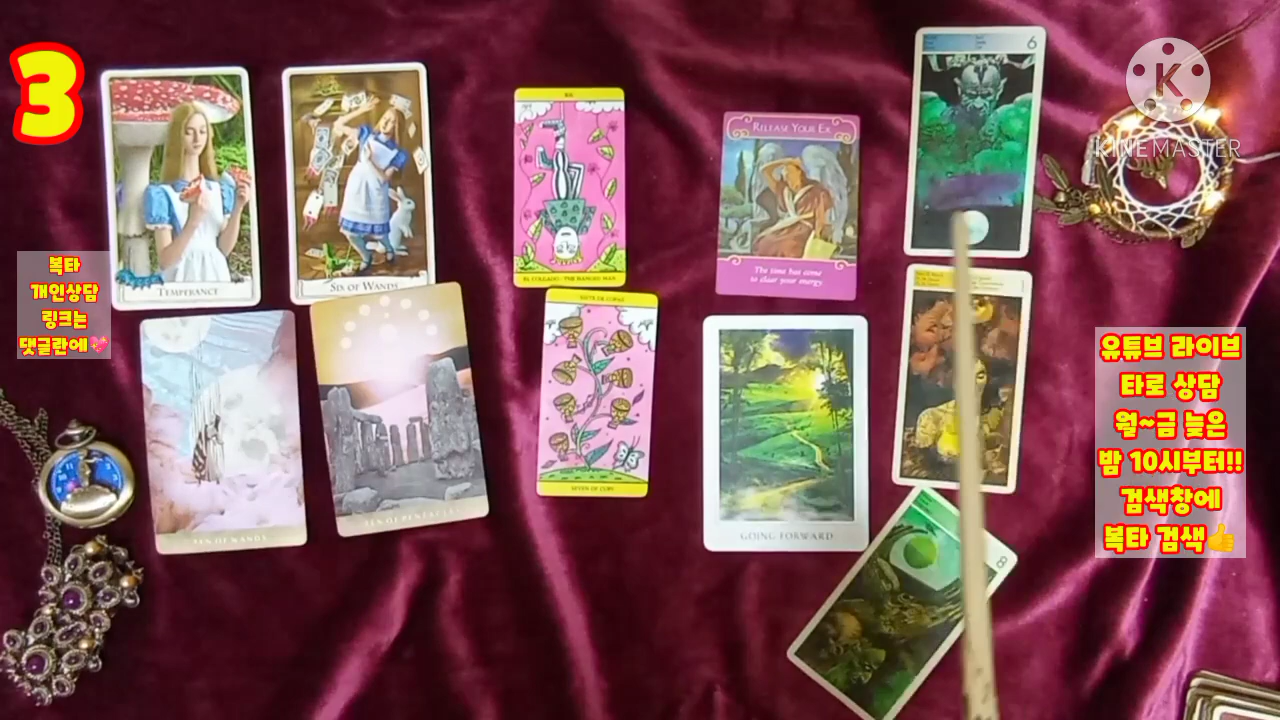 3
TEMPERANCE
SIX OF WANDS
EL COLGADO - THE HANGED MAN
RELEASE YOUR EX
The time has come
to clear your energy.
6
K
KINEMASTER
복타
개인상담
링크는
댓글란에💖
TEN OF WANDS
TEN OF PENTACLES
SIETE DE COPAS
SEVEN OF CUPS
GOING FORWARD
8
유튜브 라이브
타로 상담
월~금 늦은
밤 10시부터!!
검색창에
복타 검색👍